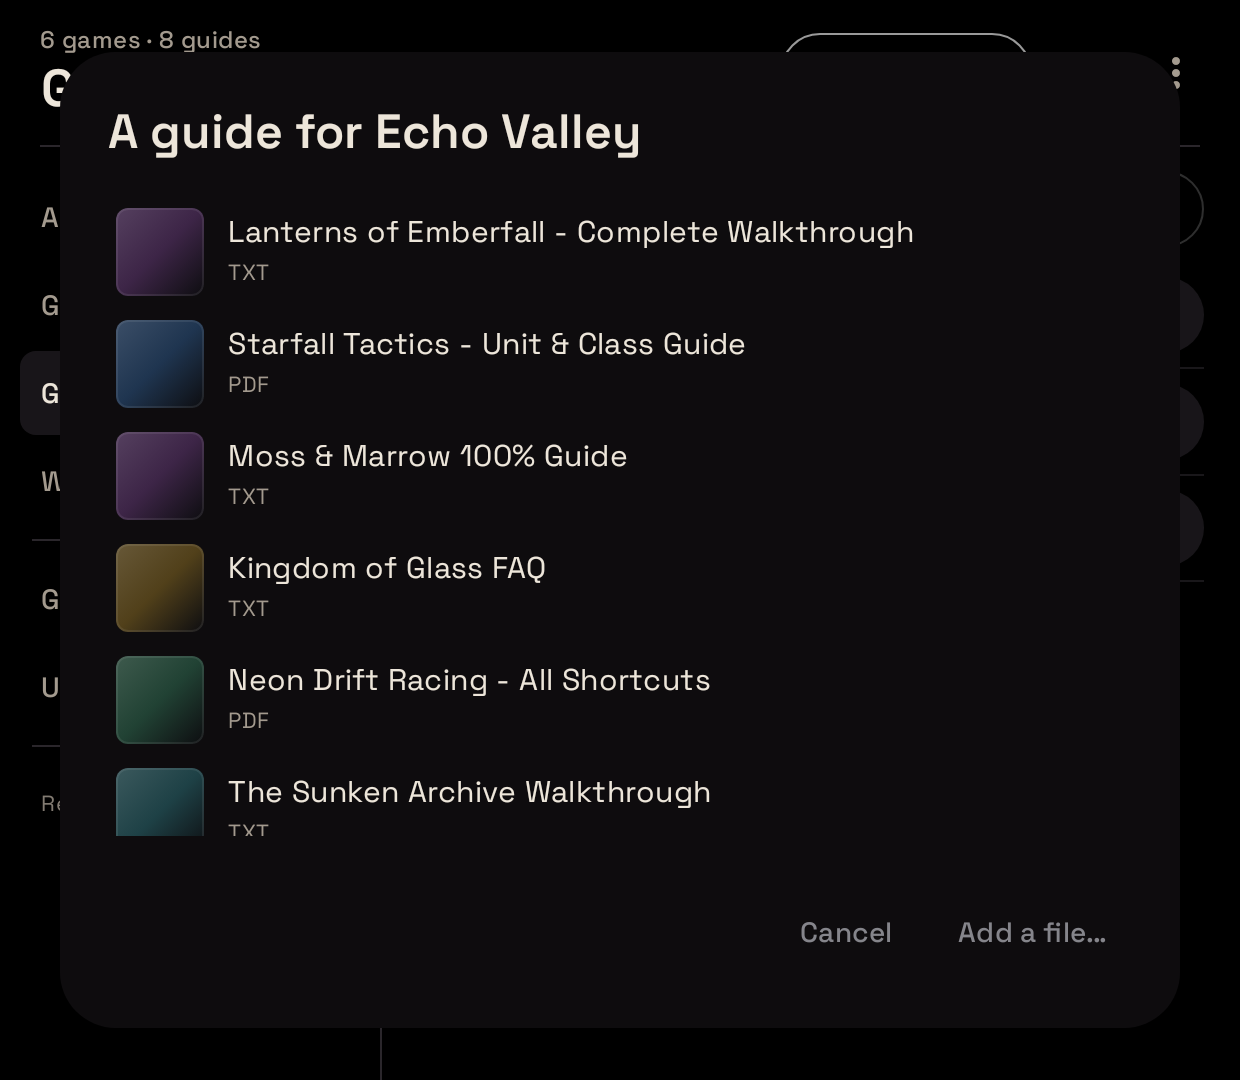 6 games · 8 guides
A guide for Echo Valley
Lanterns of Emberfall - Complete Walkthrough
TXT
Starfall Tactics - Unit & Class Guide
PDF
Moss & Marrow 100% Guide
TXT
Kingdom of Glass FAQ
TXT
Neon Drift Racing - All Shortcuts
PDF
The Sunken Archive Walkthrough
TXT
Cancel
Add a file…